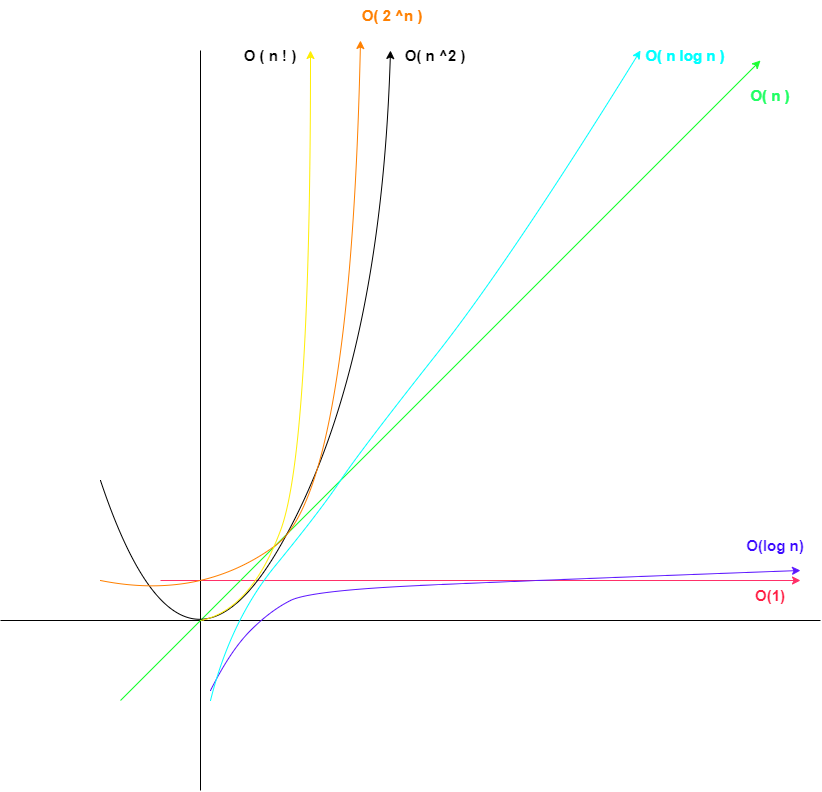 O( 2 ^n )
O ( n ! )
O( n ^2 )
O( n log n )
O( n )
O(log n)
O(1)